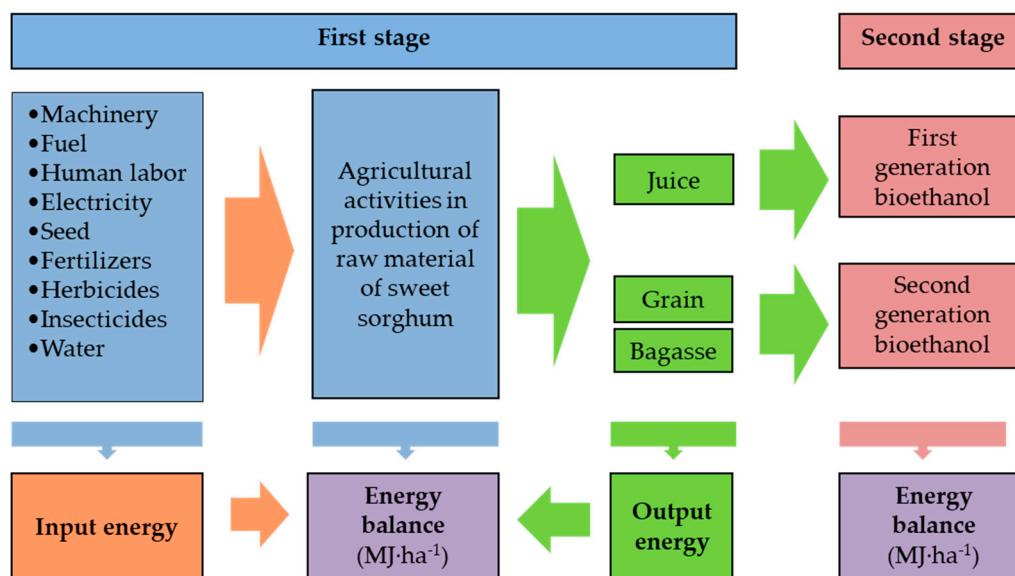 First stage
Second stage
•Machinery
•Fuel
•Human labor
•Electricity
•Seed
•Fertilizers
•Herbicides
•Insecticides
•Water
Agricultural
activities in
production of
raw material
of sweet
sorghum
Juice
Grain
Bagasse
First
generation
bioethanol
Second
generation
bioethanol
Input energy
Energy
balance
(MJ·ha⁻¹)
Output
energy
Energy
balance
(MJ·ha⁻¹)